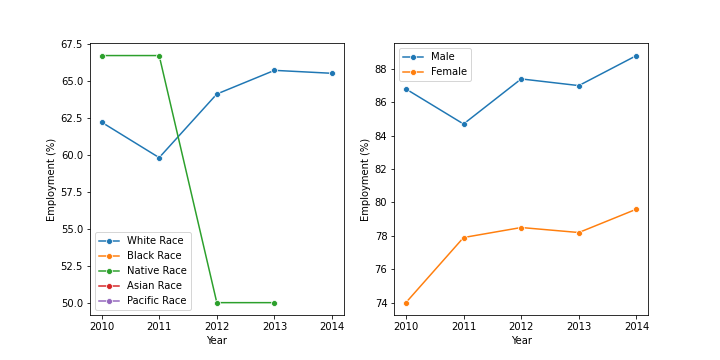 67.5
65.0
62.5
60.0
57.5
55.0
52.5
50.0
Employment (%)
White Race
Black Race
Native Race
Asian Race
Pacific Race
2010 2011 2012 2013 2014
Year
88
86
84
82
80
78
76
74
Employment (%)
Male
Female
2010 2011 2012 2013 2014
Year